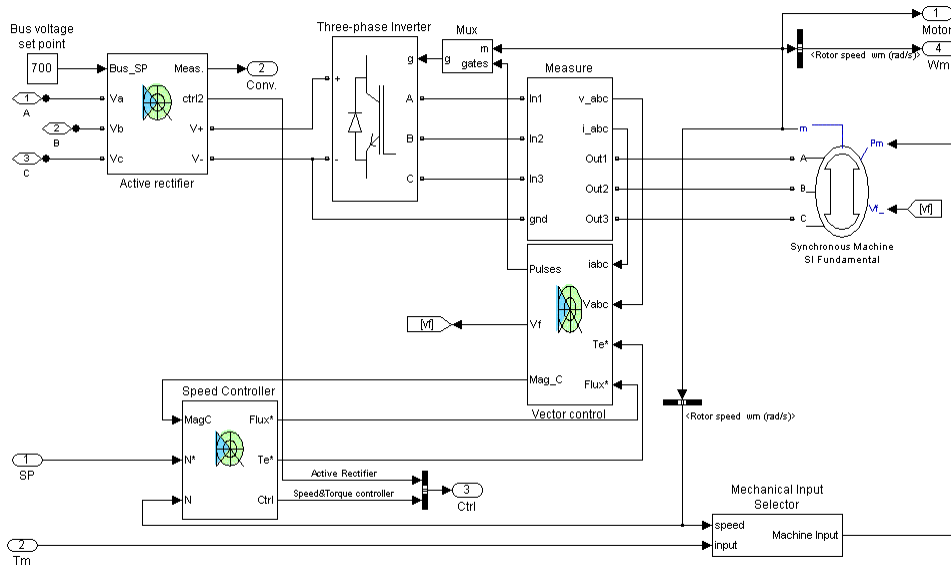 Bus voltage
set point
700
Bus_SP
Va
Vb
Vc
Meas.
ctrl2
V+
V-
Active rectifier
1
A
2
B
3
C
2
Conv.
Three-phase Inverter
+
-
g
A
B
C
Mux
g
m
gates
Measure
In1
In2
In3
gnd
v_abc
i_abc
Out1
Out2
Out3
1
Motor
4
Wm
<Rotor speed wm (rad/s)>
m
A
B
C
Pm
Vf_
[vf]
Synchronous Machine
SI Fundamental
Pulses
Vf
Mag_C
iabc
Vabc
Te*
Flux*
Vector control
[vf]
Speed Controller
MagC
N*
N
Flux*
Te*
Ctrl
1
SP
Active Rectifier
Speed&Torque controller
3
Ctrl
<Rotor speed wm (rad/s)>
Mechanical Input
Selector
speed
input
Machine Input
2
Tm